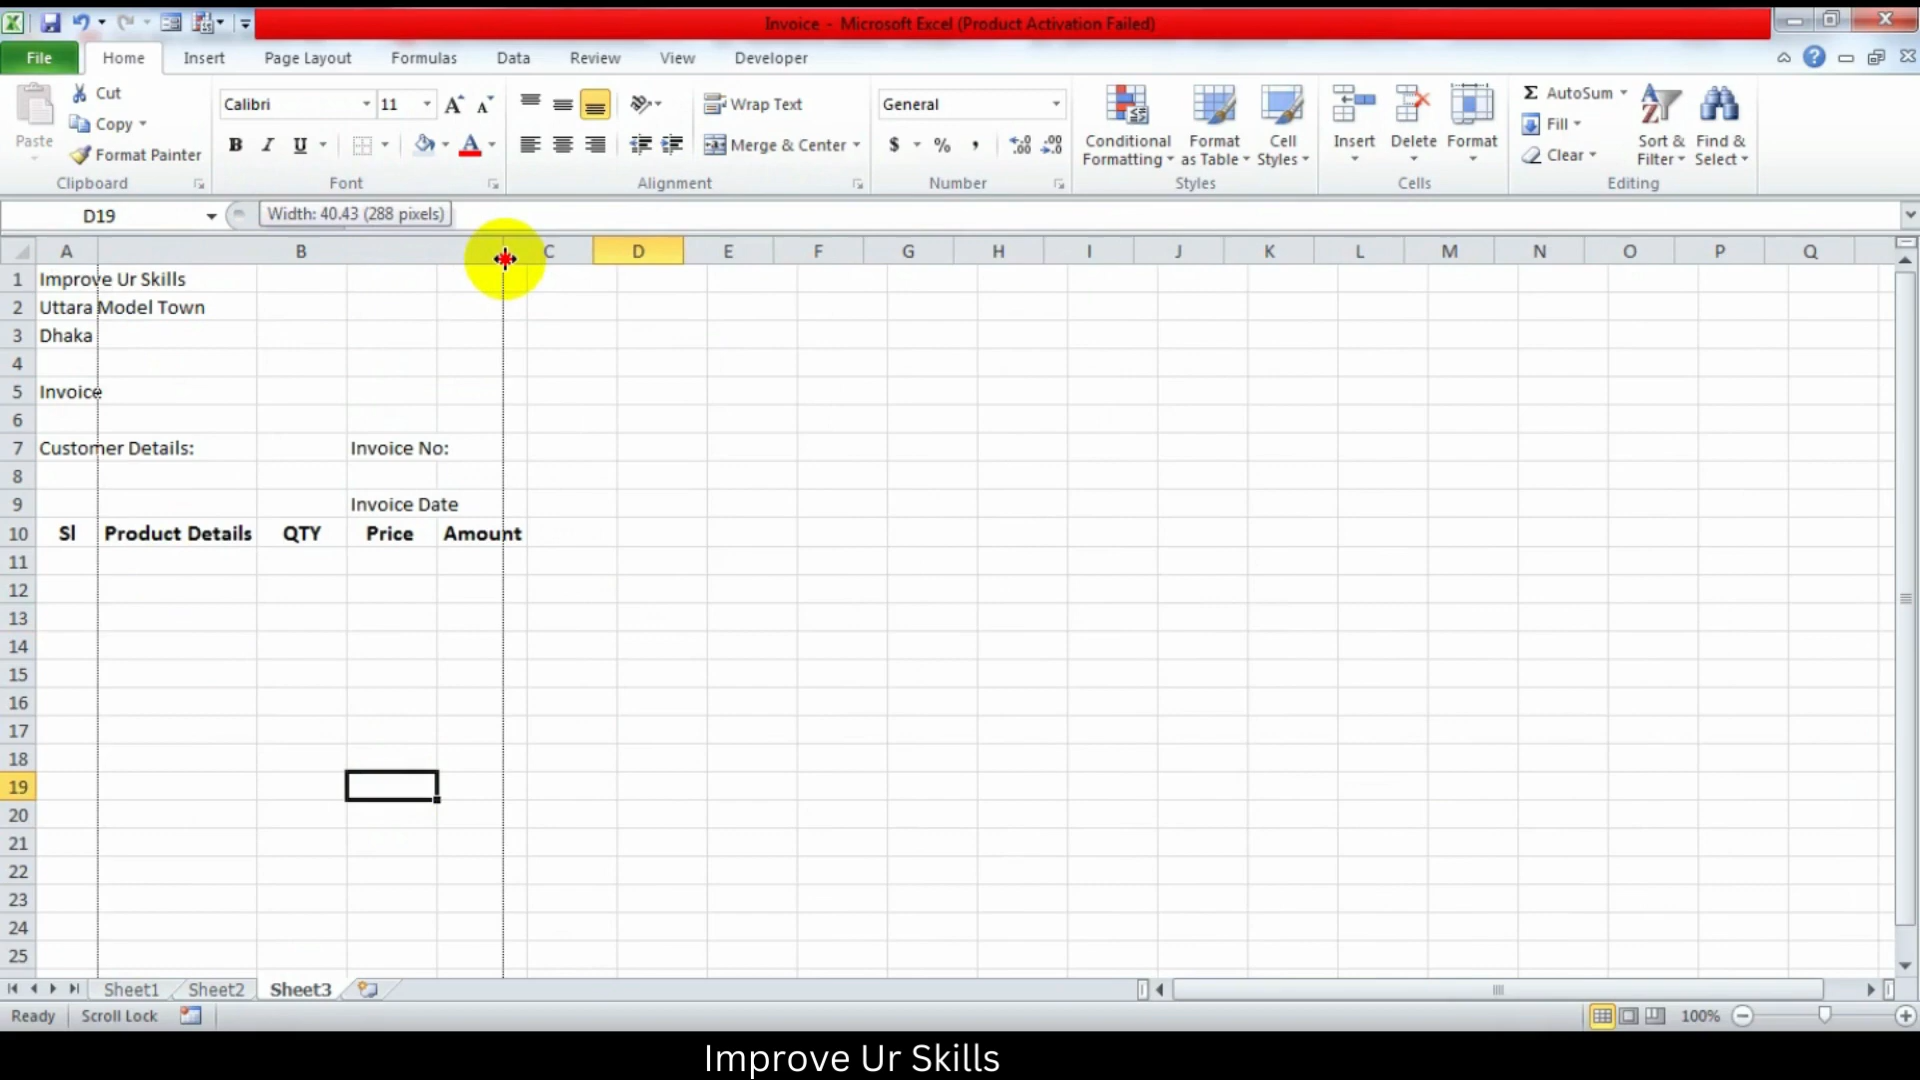 Invoice - Microsoft Excel (Product Activation Failed)
File Home Insert Page Layout Formulas Data Review View Developer
Paste
Cut
Copy
Format Painter
Clipboard
Calibri 11
B I U
Font
Wrap Text
Merge & Center
Alignment
General
$ % ,
Number
Conditional Formatting
Format as Table
Cell Styles
Styles
Insert Delete Format
Cells
Σ AutoSum
Fill
Clear
Sort & Filter
Find & Select
Editing
D19
Width: 40.43 (288 pixels)
A B C D E F G H I J K L M N O P Q
1 Improve Ur Skills
2 Uttara Model Town
3 Dhaka
4
5 Invoice
6
7 Customer Details: Invoice No:
8
9 Invoice Date
10 Sl Product Details QTY Price Amount
11
12
13
14
15
16
17
18
19
20
21
22
23
24
25
Sheet1 Sheet2 Sheet3
Ready Scroll Lock 100%
Improve Ur Skills